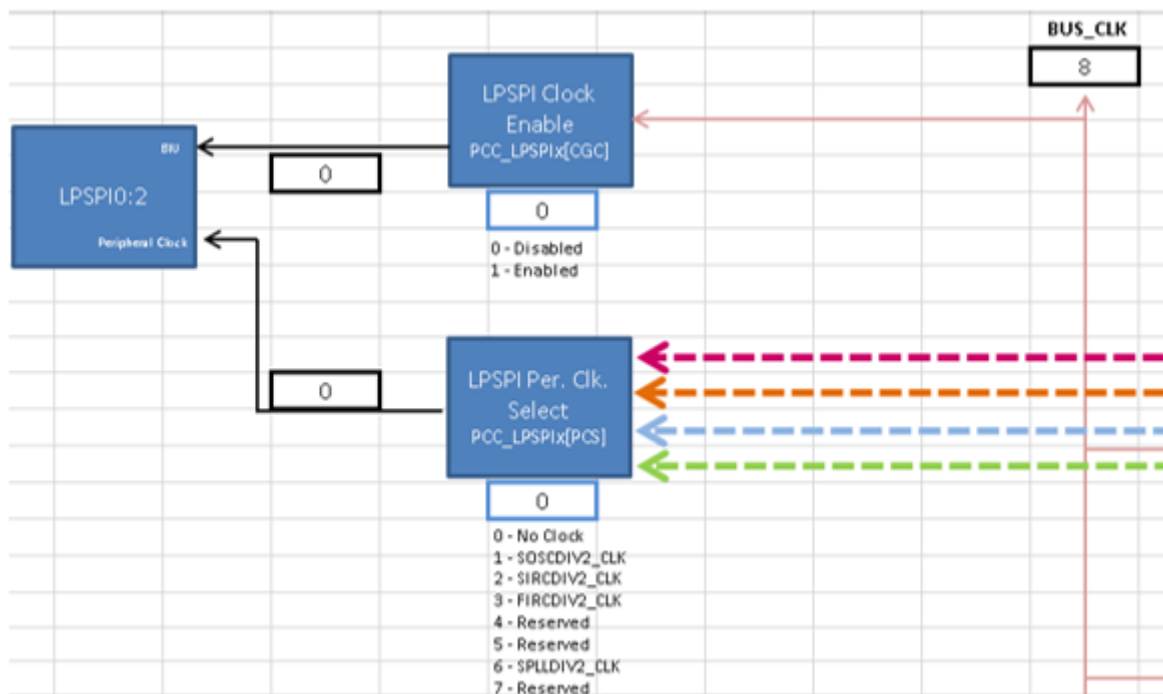 BUS_CLK
8
LPSPI Clock
Enable
PCC_LPSPIx[CGC]
BIU
LPSPI0:2
Peripheral Clock
0
0
0 - Disabled
1 - Enabled
LPSPI Per. Clk.
Select
PCC_LPSPIx[PCS]
0
0
0 - No Clock
1 - SOSCDIV2_CLK
2 - SIRCDIV2_CLK
3 - FIRCDIV2_CLK
4 - Reserved
5 - Reserved
6 - SPLLDIV2_CLK
7 - Reserved